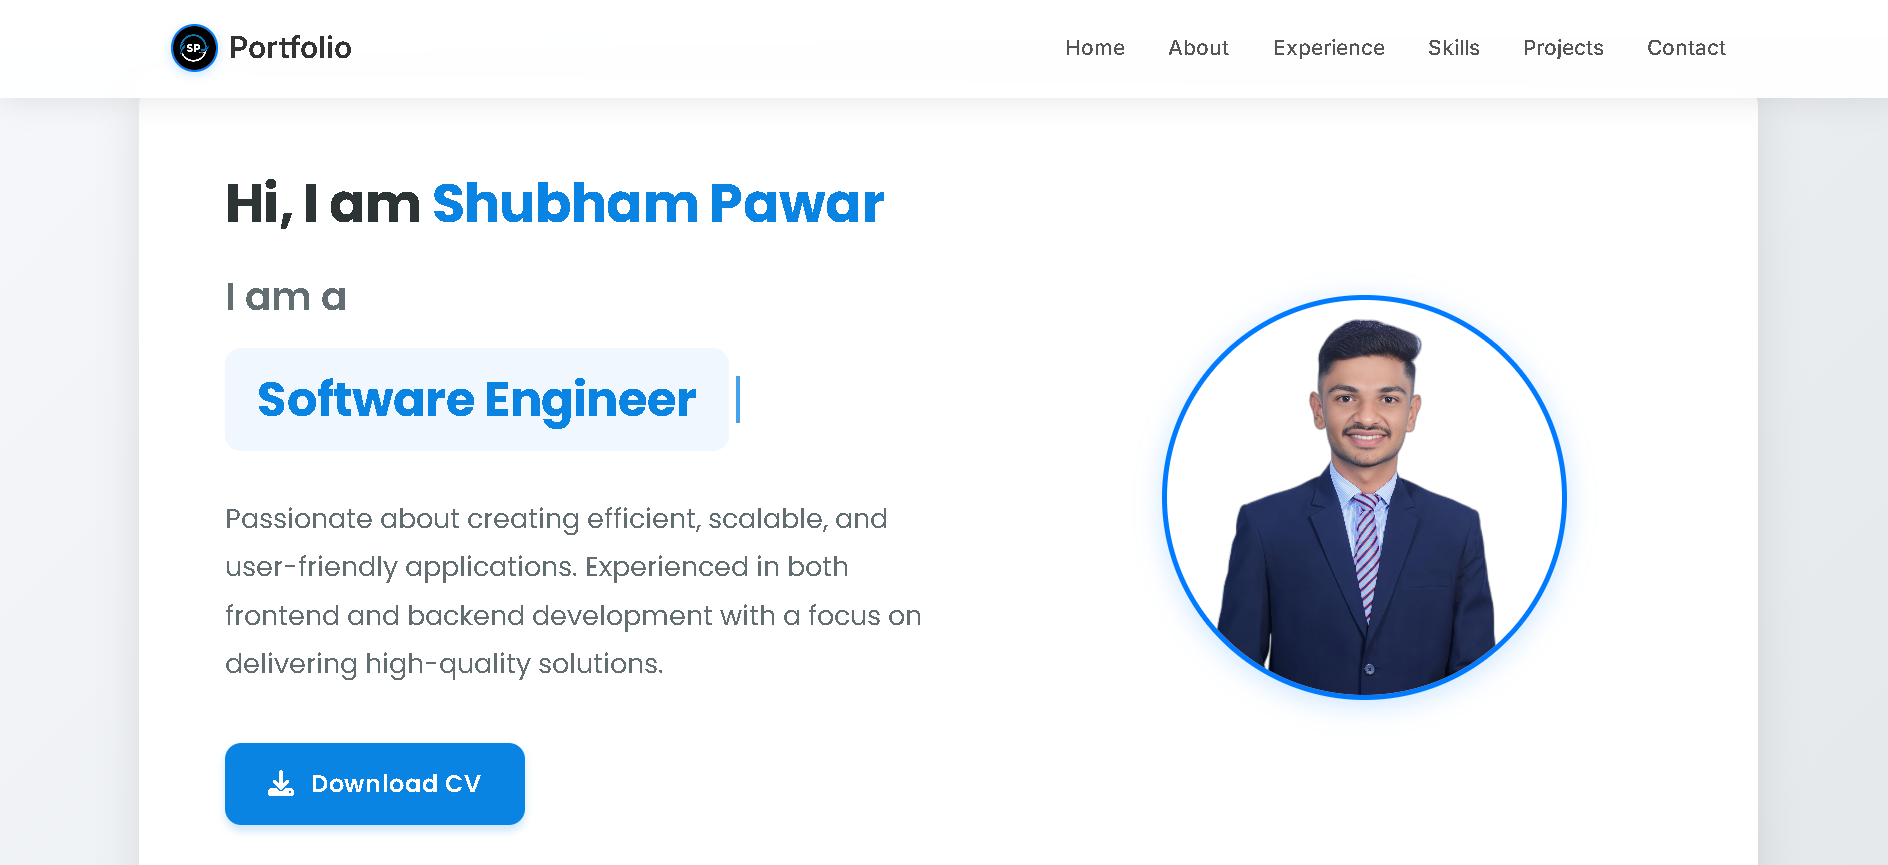 SP
Portfolio
Home
About
Experience
Skills
Projects
Contact
Hi, I am Shubham Pawar
I am a
Software Engineer
Passionate about creating efficient, scalable, and
user-friendly applications. Experienced in both
frontend and backend development with a focus on
delivering high-quality solutions.
Download CV